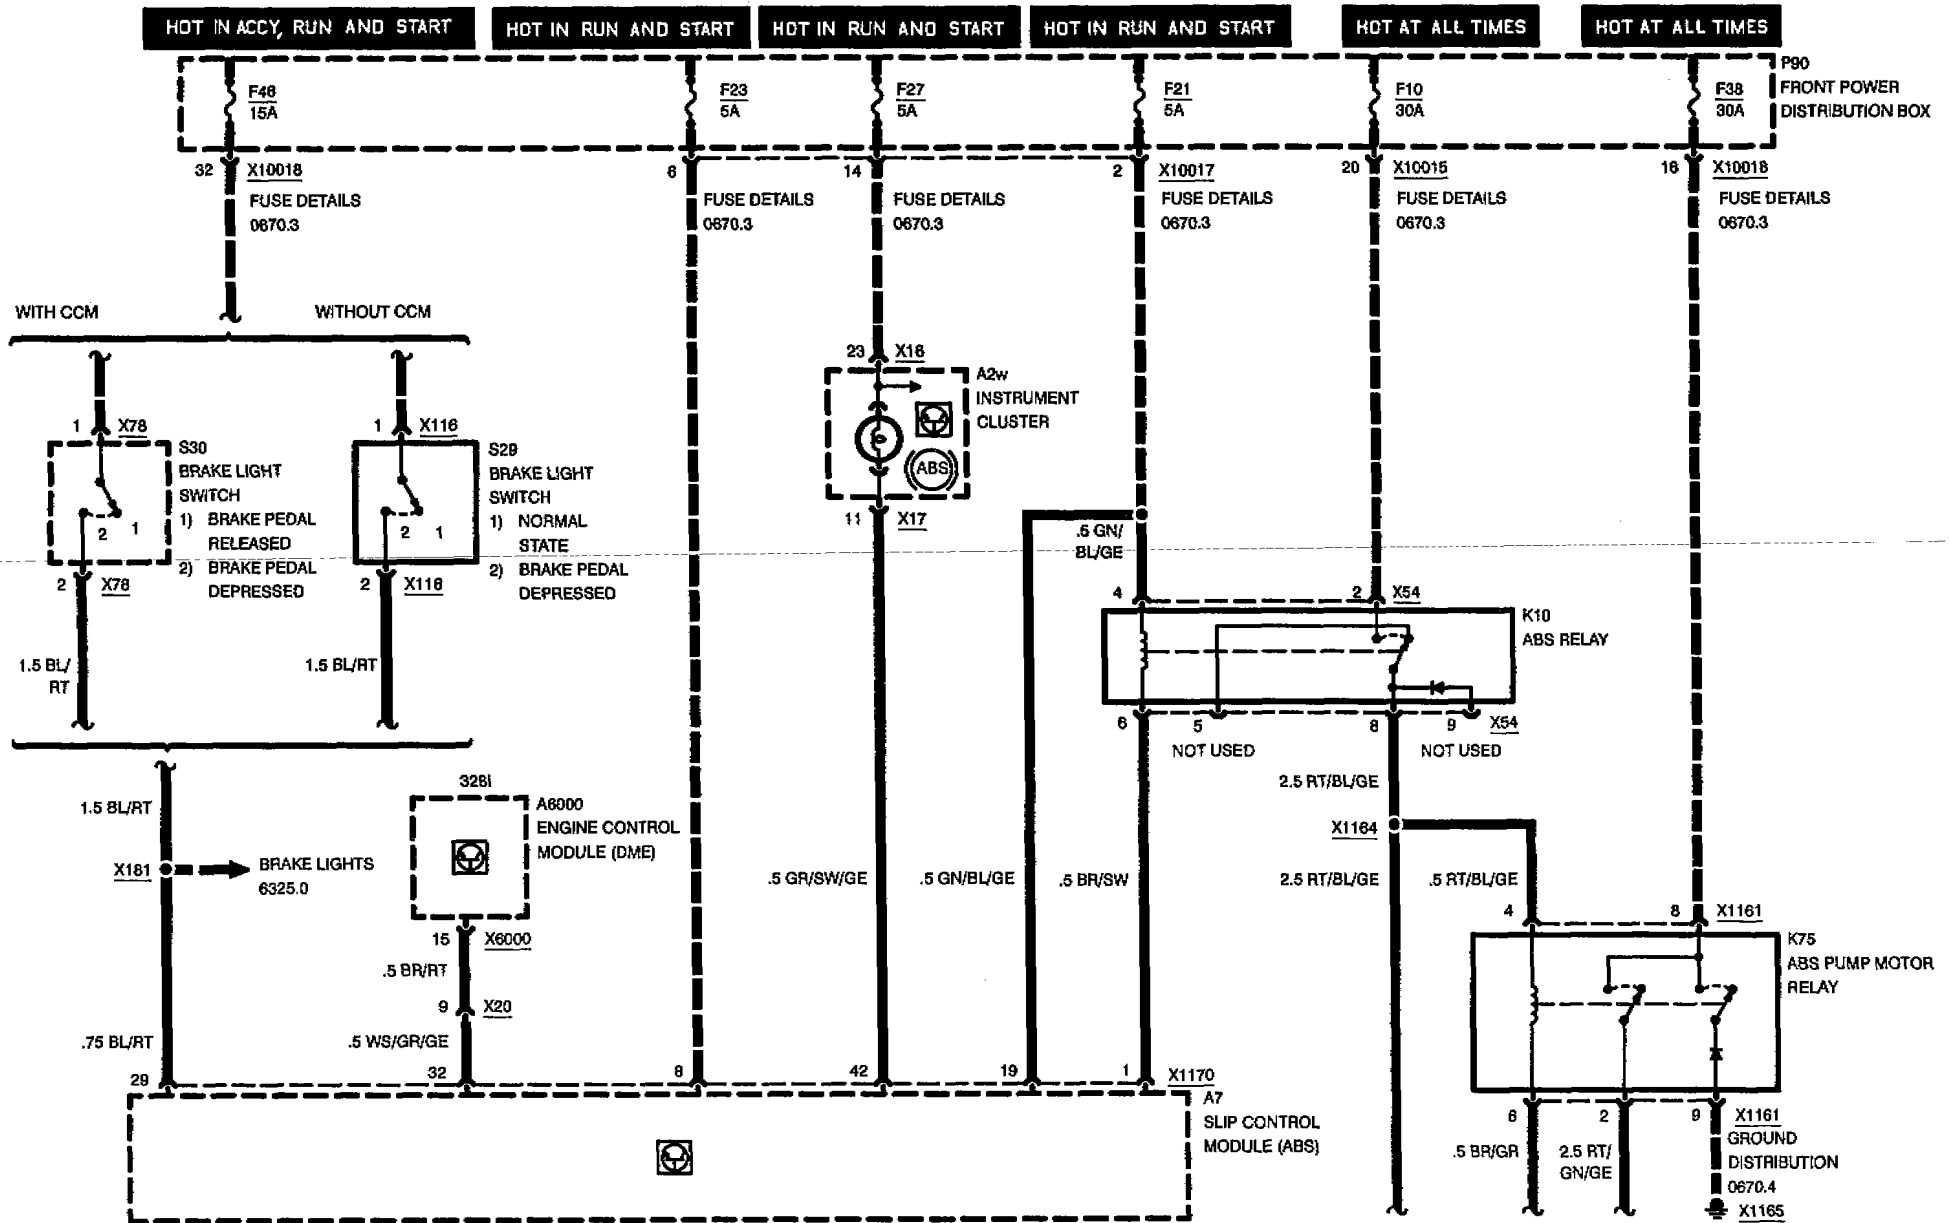 HOT IN ACCY, RUN AND START
HOT IN RUN AND START
HOT IN RUN AND START
HOT IN RUN AND START
HOT AT ALL TIMES
HOT AT ALL TIMES
F46
15A
F23
5A
F27
5A
F21
5A
F10
30A
F38
30A
P90
FRONT POWER
DISTRIBUTION BOX
32
X10018
8
14
2
X10017
20
X10015
16
X10018
FUSE DETAILS
0670.3
FUSE DETAILS
0670.3
FUSE DETAILS
0670.3
FUSE DETAILS
0670.3
FUSE DETAILS
0670.3
FUSE DETAILS
0670.3
WITH CCM
WITHOUT CCM
23
X16
A2w
INSTRUMENT
CLUSTER
ABS
11
X17
1
X78
S30
BRAKE LIGHT
SWITCH
1) BRAKE PEDAL
RELEASED
2) BRAKE PEDAL
DEPRESSED
2
1
2
X78
1
X116
S29
BRAKE LIGHT
SWITCH
1) NORMAL
STATE
2) BRAKE PEDAL
DEPRESSED
2
1
2
X116
.5 GN/
BL/GE
4
2
X54
K10
ABS RELAY
6
5
8
9
X54
NOT USED
NOT USED
1.5 BL/
RT
1.5 BL/RT
1.5 BL/RT
X181
BRAKE LIGHTS
6325.0
328i
A6000
ENGINE CONTROL
MODULE (DME)
15
X6000
.5 BR/RT
9
X20
.5 WS/GR/GE
.75 BL/RT
.5 GR/SW/GE
.5 GN/BL/GE
.5 BR/SW
2.5 RT/BL/GE
X1164
2.5 RT/BL/GE
.5 RT/BL/GE
4
8
X1161
K75
ABS PUMP MOTOR
RELAY
29
32
8
42
19
1
X1170
A7
SLIP CONTROL
MODULE (ABS)
6
2
9
X1161
.5 BR/GR
2.5 RT/
GN/GE
GROUND
DISTRIBUTION
0670.4
X1165